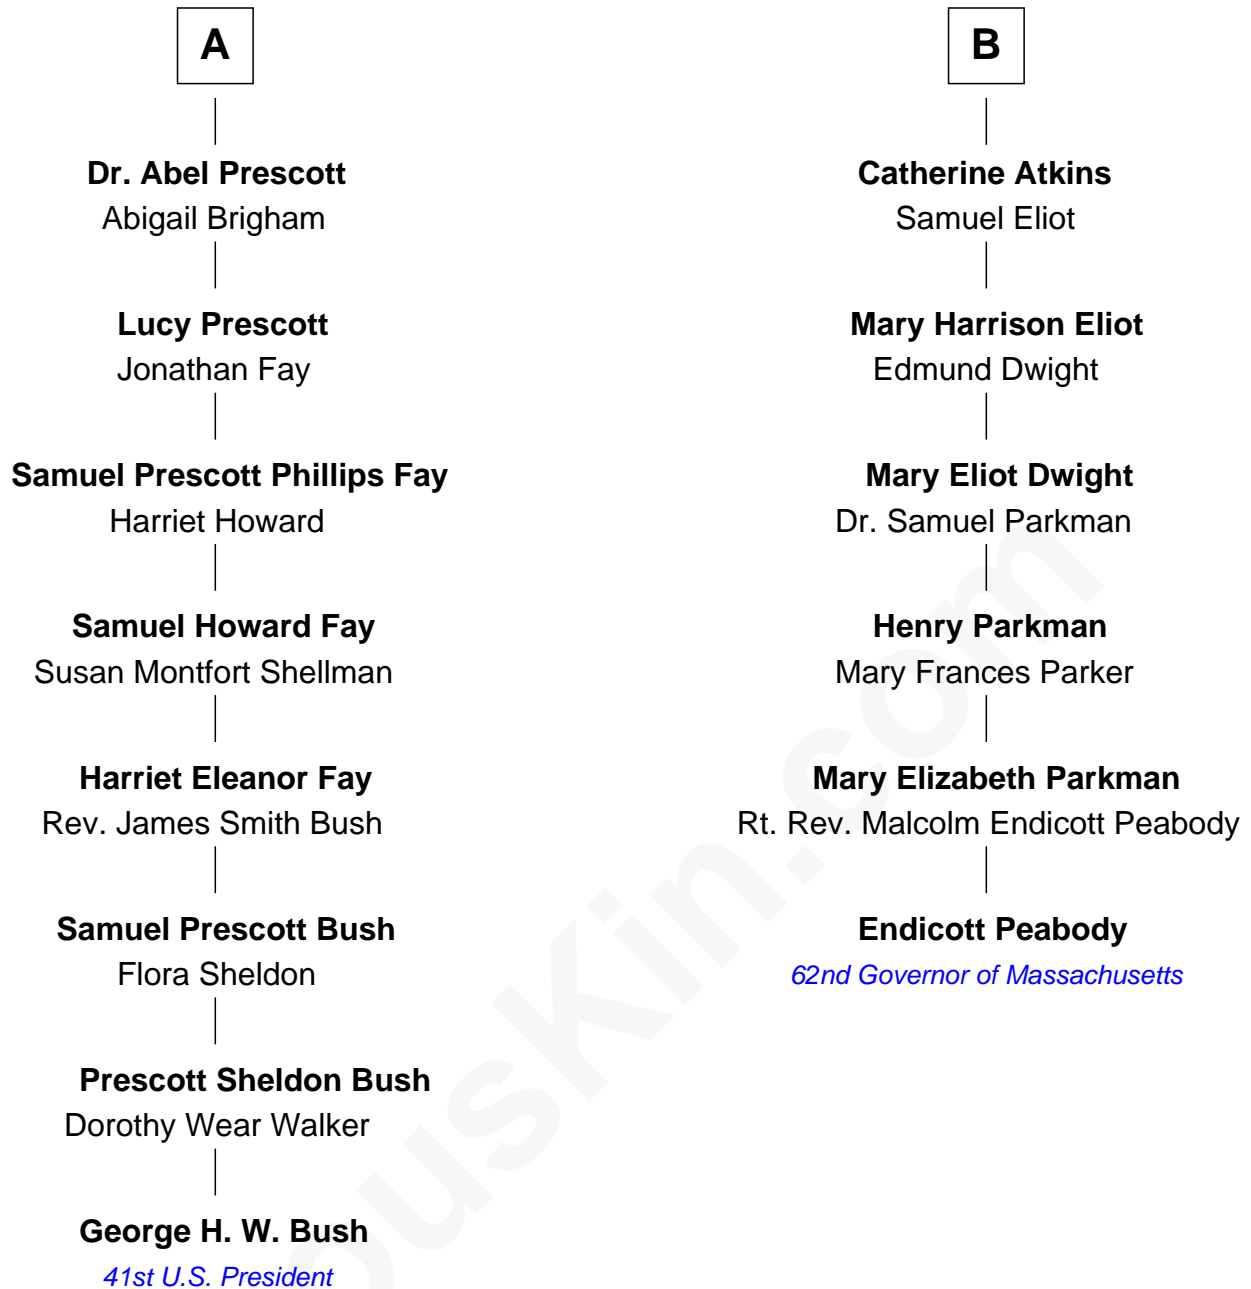 A
Dr. Abel Prescott
Abigail Brigham
Lucy Prescott
Jonathan Fay
Samuel Prescott Phillips Fay
Harriet Howard
Samuel Howard Fay
Susan Montfort Shellman
Harriet Eleanor Fay
Rev. James Smith Bush
Samuel Prescott Bush
Flora Sheldon
Prescott Sheldon Bush
Dorothy Wear Walker
George H. W. Bush
41st U.S. President
B
Catherine Atkins
Samuel Eliot
Mary Harrison Eliot
Edmund Dwight
Mary Eliot Dwight
Dr. Samuel Parkman
Henry Parkman
Mary Frances Parker
Mary Elizabeth Parkman
Rt. Rev. Malcolm Endicott Peabody
Endicott Peabody
62nd Governor of Massachusetts
ousKin.com